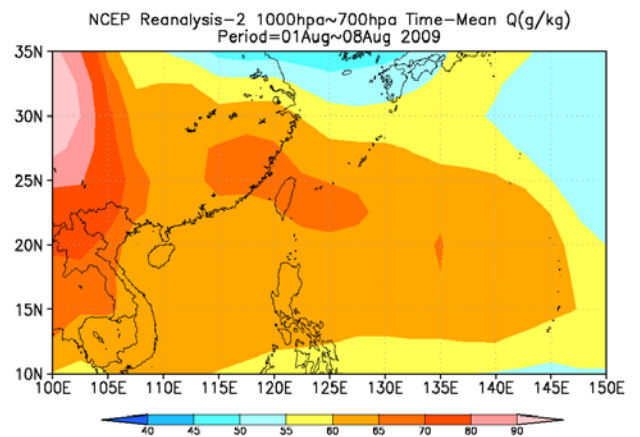 NCEP Reanalysis-2 1000hpa~700hpa Time-Mean Q(g/kg)
Period=01Aug~08Aug 2009
35N
30N
25N
20N
15N
10N
100E 105E 110E 115E 120E 125E 130E 135E 140E 145E 150E
40 45 50 55 60 65 70 80 90